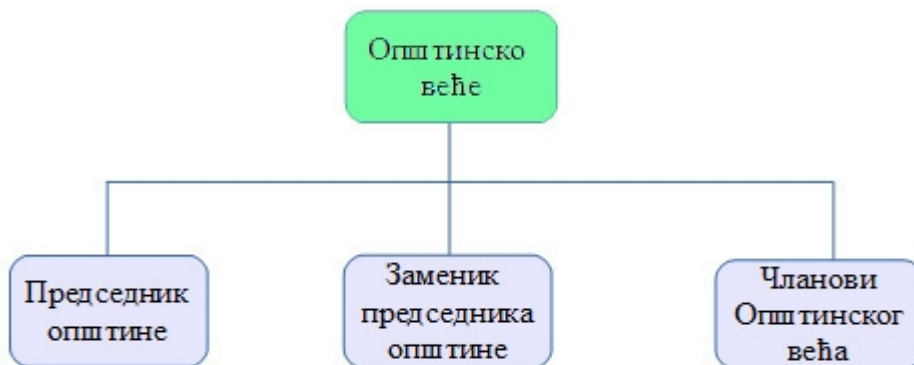 Општинско
веће
Председник
општине
Заменик
председника
општине
Чланови
Општинског
већа